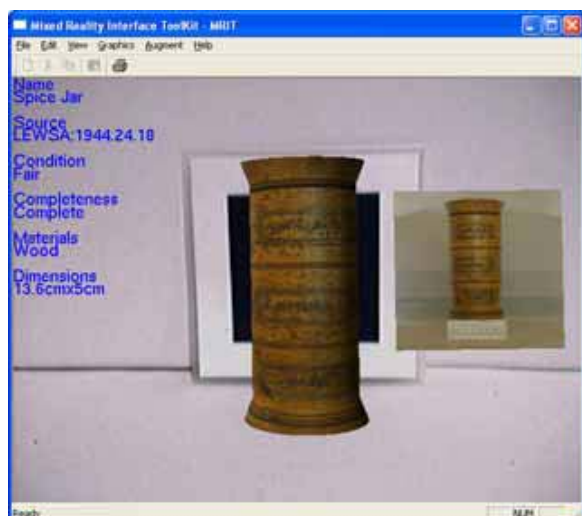 Mixed Reality Interface ToolKit - MRIT
File Edit View Graphics Augment Help
Name
Spice Jar
Source
LEWSA:1944.24.18
Condition
Fair
Completeness
Complete
Materials
Wood
Dimensions
13.6cmx5cm
Ready
NUM